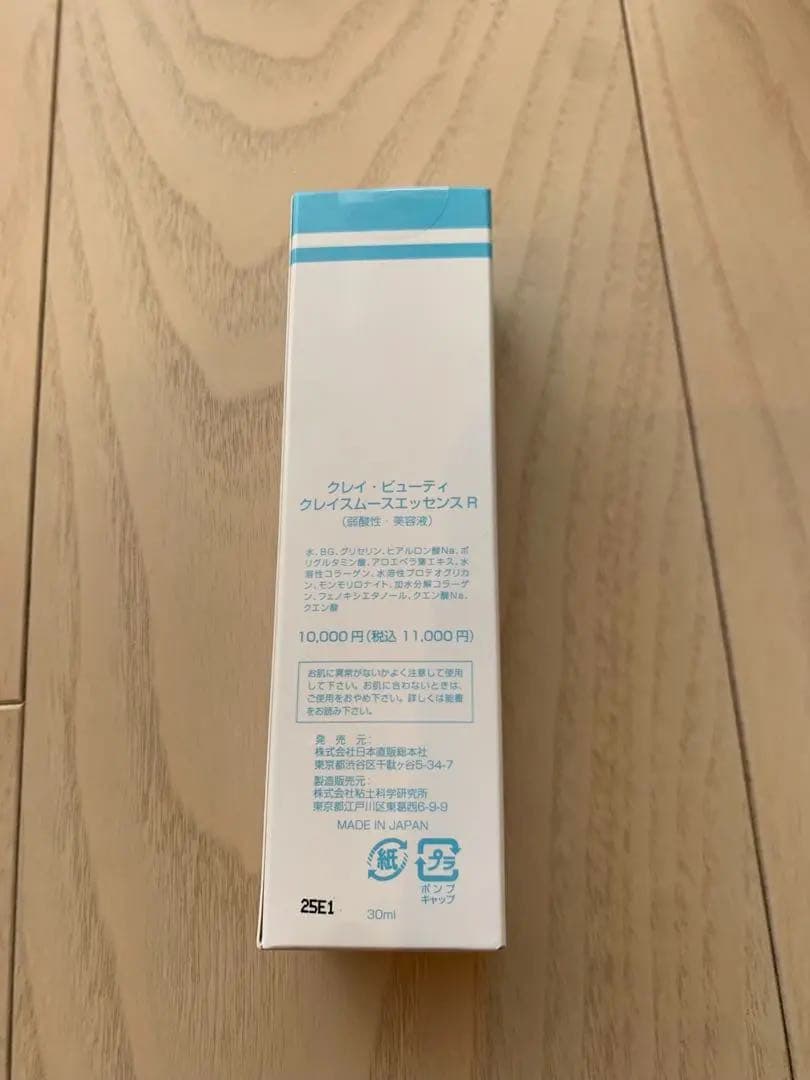 クレイ・ビューティ
クレイスムースエッセンスR
(弱酸性・美容液)
水、BG、グリセリン、ヒアルロン酸Na、ポ
リグルタミン酸、アロエベラ葉エキス、水
溶性コラーゲン、水溶性プロテオグリカ
ン、モンモリロナイト、加水分解コラーゲ
ン、フェノキシエタノール、クエン酸Na、
クエン酸
10,000円(税込 11,000円)
お肌に異常がないかよく注意して使用
して下さい。お肌に合わないときは、
ご使用をおやめ下さい。詳しくは能書
をお読み下さい。
発 売 元:
株式会社日本直販総本社
東京都渋谷区千駄ヶ谷5-34-7
製造販売元:
株式会社粘土科学研究所
東京都江戸川区東葛西6-9-9
MADE IN JAPAN
紙 プラ
ポンプ
キャップ
25E1 30ml